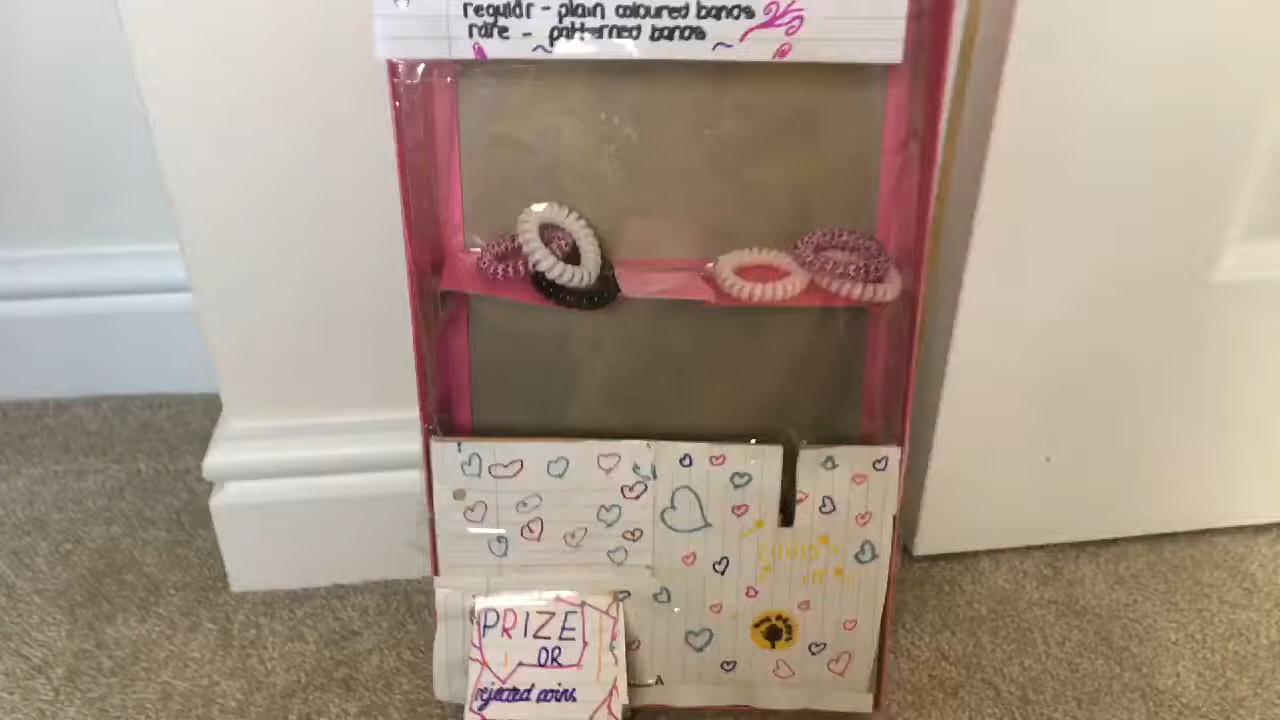 regular - plain coloured bands
rare - patterned bands
PRIZE
OR
rejected coins